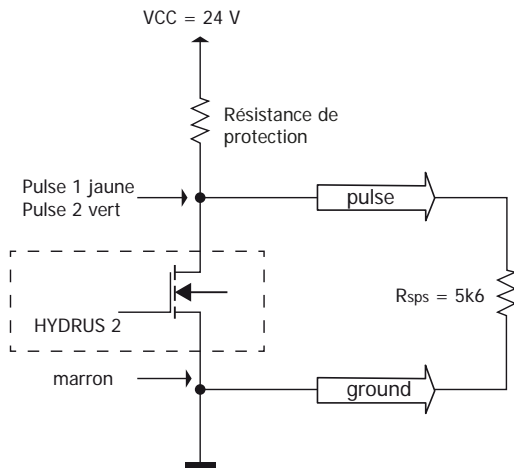 VCC = 24 V
Résistance de
protection
Pulse 1 jaune
Pulse 2 vert
pulse
Rsps = 5k6
HYDRUS 2
marron
ground